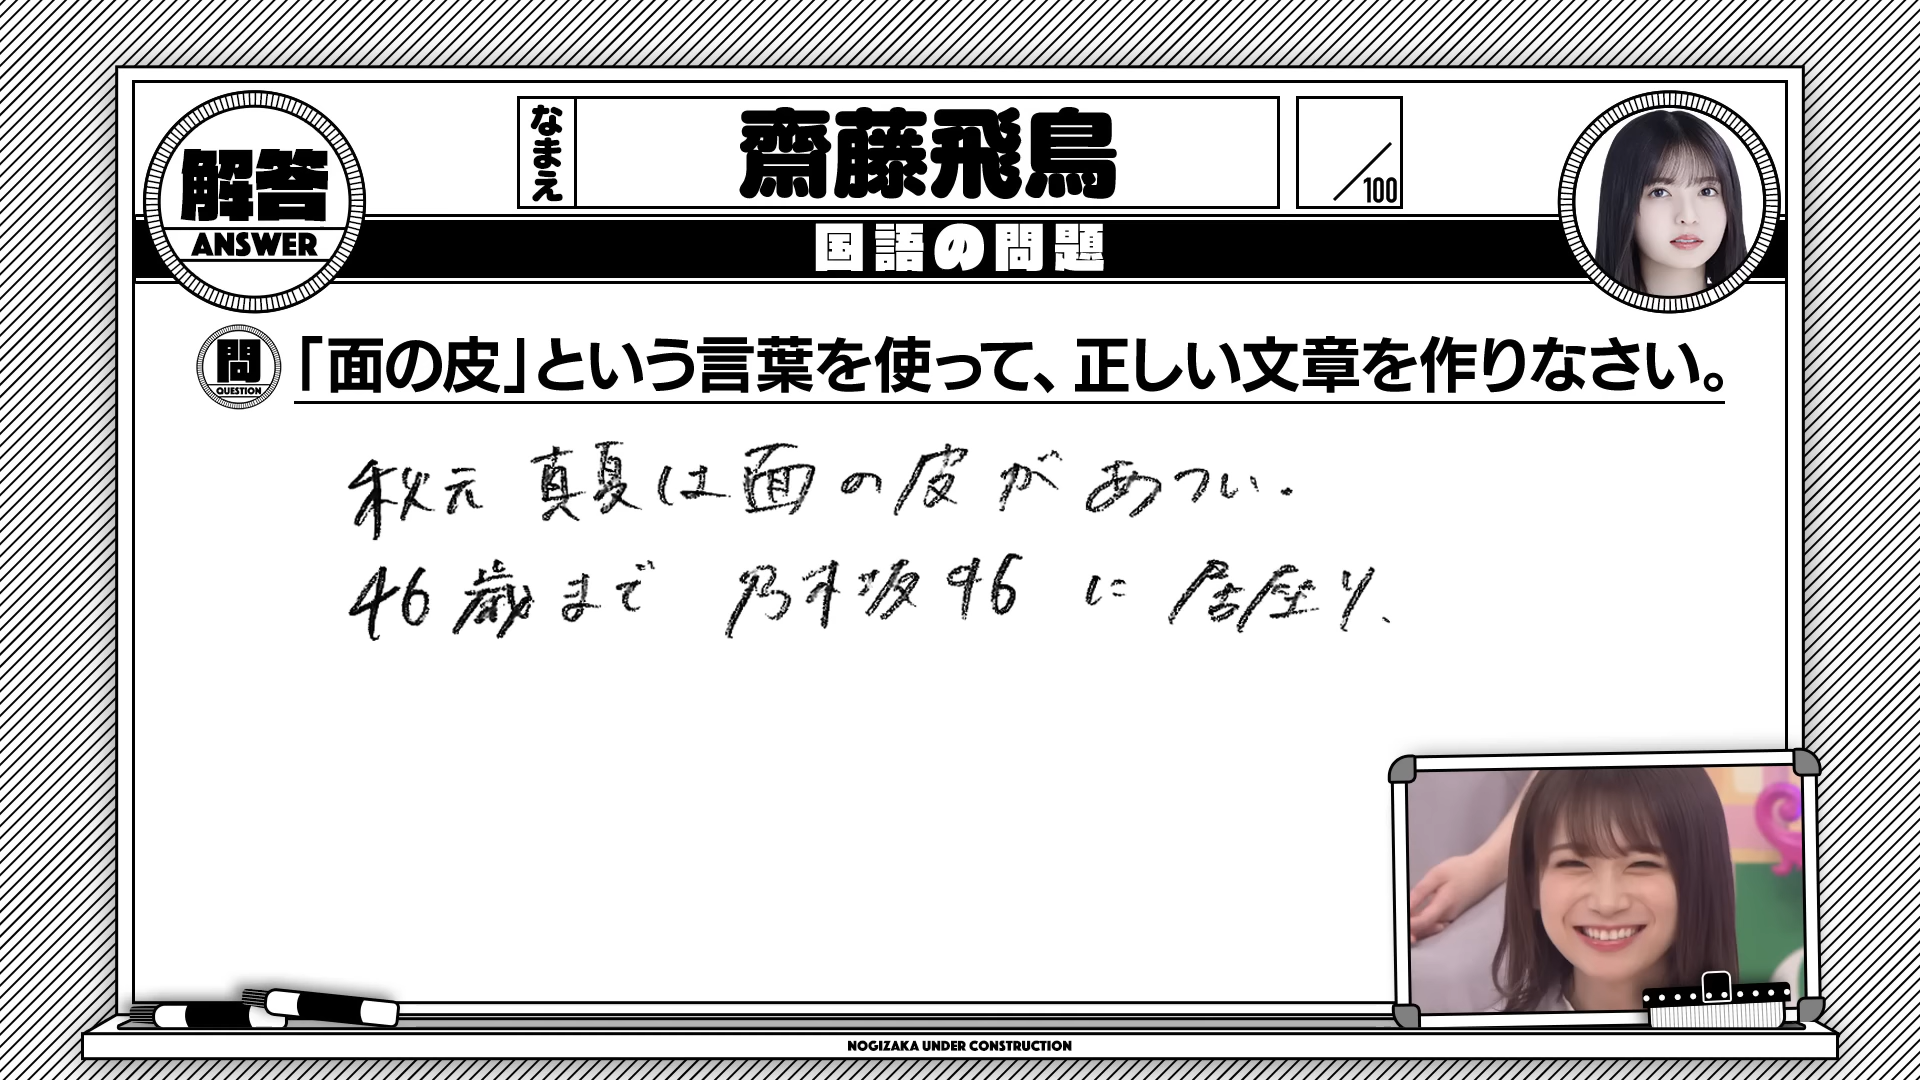 解答
ANSWER
なまえ
齋藤飛鳥
100
国語の問題
問
QUESTION
「面の皮」という言葉を使って、正しい文章を作りなさい。
秋元真夏は面の皮があつい.
46歳まで 乃木坂46 に 居座り、
NOGIZAKA UNDER CONSTRUCTION